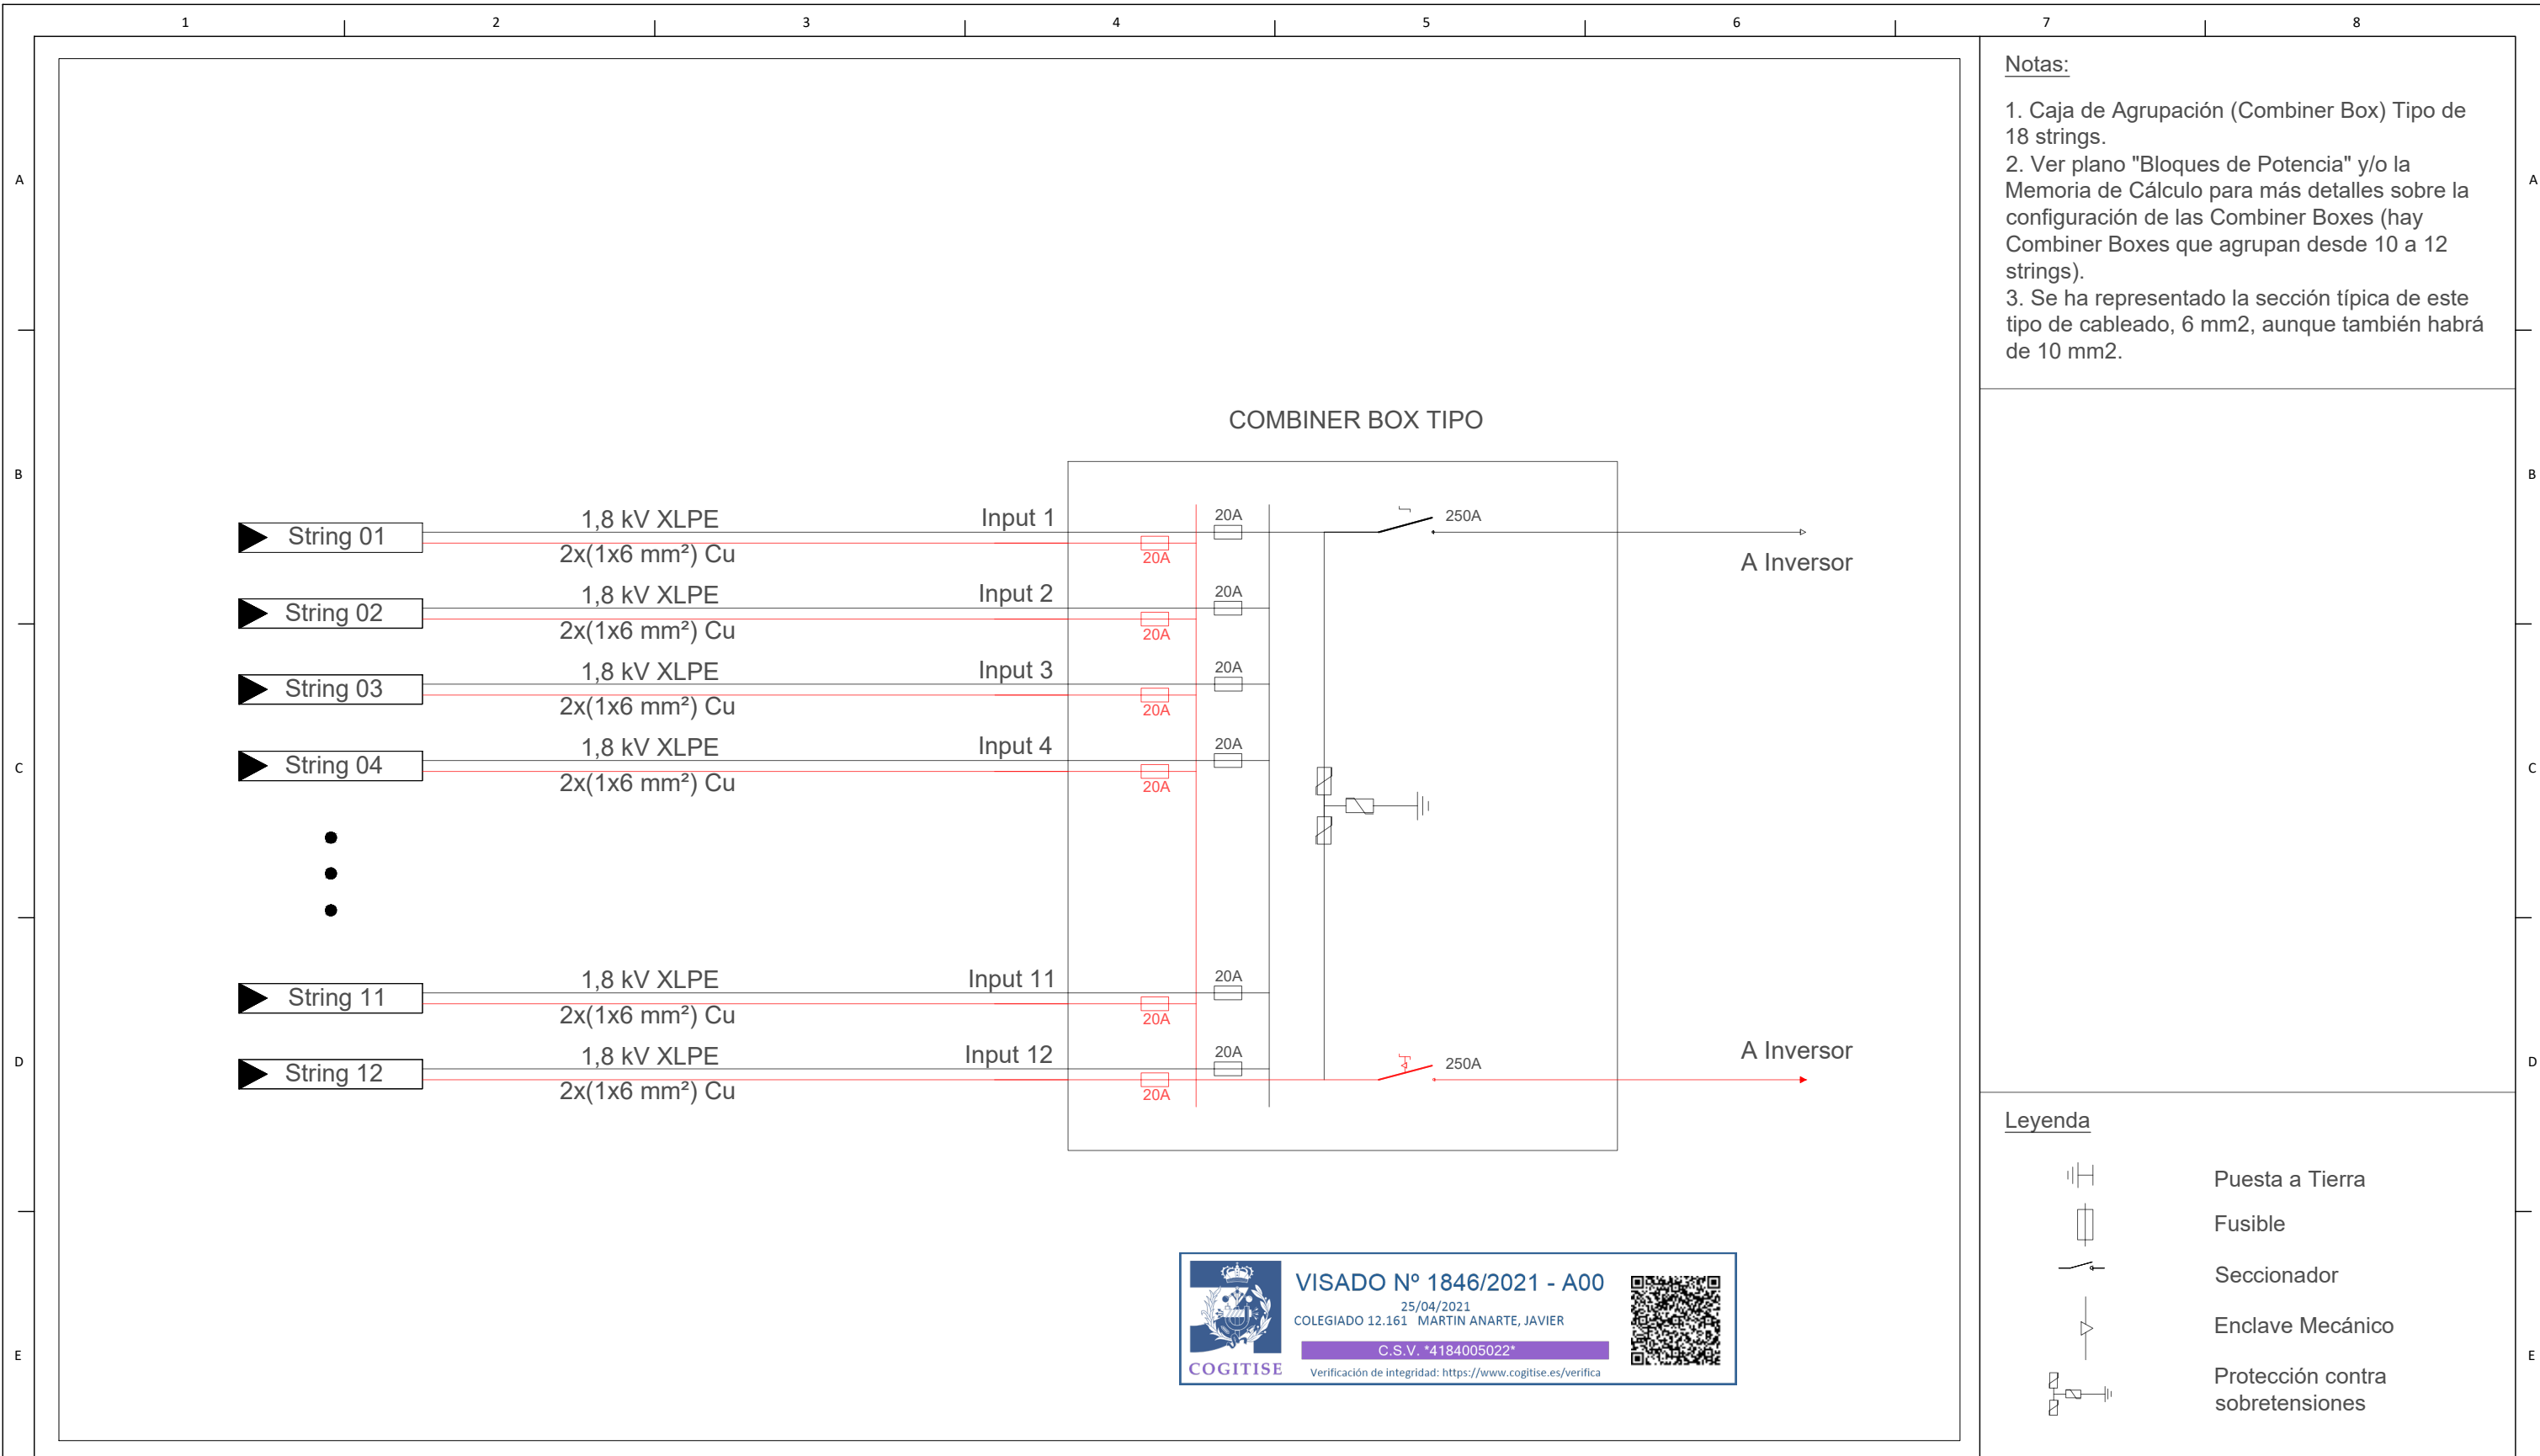 1 2 3 4 5 6 7 8
Notas:
1. Caja de Agrupación (Combiner Box) Tipo de
18 strings.
2. Ver plano "Bloques de Potencia" y/o la
Memoria de Cálculo para más detalles sobre la
configuración de las Combiner Boxes (hay
Combiner Boxes que agrupan desde 10 a 12
strings).
3. Se ha representado la sección típica de este
tipo de cableado, 6 mm2, aunque también habrá
de 10 mm2.
A A
COMBINER BOX TIPO
B B
String 01 1,8 kV XLPE Input 1 20A 250A
2x(1x6 mm²) Cu 20A A Inversor
String 02 1,8 kV XLPE Input 2 20A
2x(1x6 mm²) Cu 20A
String 03 1,8 kV XLPE Input 3 20A
2x(1x6 mm²) Cu 20A
String 04 1,8 kV XLPE Input 4 20A
2x(1x6 mm²) Cu 20A
C C
String 11 1,8 kV XLPE Input 11 20A
2x(1x6 mm²) Cu 20A
String 12 1,8 kV XLPE Input 12 20A 250A A Inversor
2x(1x6 mm²) Cu 20A
D D
Leyenda
Puesta a Tierra
Fusible
Seccionador
Enclave Mecánico
Protección contra
sobretensiones
VISADO Nº 1846/2021 - A00
25/04/2021
COLEGIADO 12.161 MARTIN ANARTE, JAVIER
C.S.V. *4184005022*
Verificación de integridad: https://www.cogitise.es/verifica
COGITISE
E E